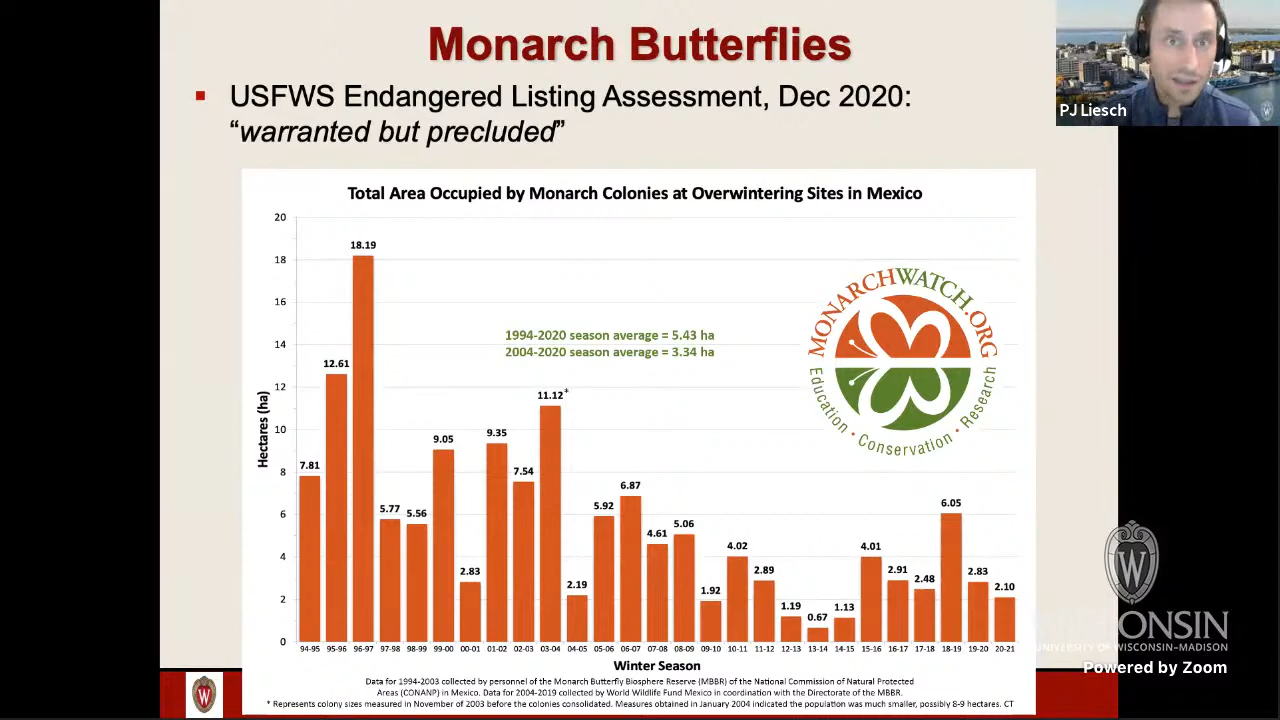 Monarch Butterflies
▪ USFWS Endangered Listing Assessment, Dec 2020:
“warranted but precluded”
PJ Liesch
Total Area Occupied by Monarch Colonies at Overwintering Sites in Mexico
Hectares (ha)
20
18
16
14
12
10
8
6
4
2
0
7.81
12.61
18.19
5.77
5.56
9.05
2.83
9.35
7.54
11.12*
2.19
5.92
6.87
4.61
5.06
1.92
4.02
2.89
1.19
0.67
1.13
4.01
2.91
2.48
6.05
2.83
2.10
1994-2020 season average = 5.43 ha
2004-2020 season average = 3.34 ha
MONARCHWATCH.ORG
Education • Conservation • Research
94-95 95-96 96-97 97-98 98-99 99-00 00-01 01-02 02-03 03-04 04-05 05-06 06-07 07-08 08-09 09-10 10-11 11-12 12-13 13-14 14-15 15-16 16-17 17-18 18-19 19-20 20-21
Winter Season
Data for 1994-2003 collected by personnel of the Monarch Butterfly Biosphere Reserve (MBBR) of the National Commission of Natural Protected
Areas (CONANP) in Mexico. Data for 2004-2019 collected by World Wildlife Fund Mexico in coordination with the Directorate of the MBBR.
* Represents colony sizes measured in November of 2003 before the colonies consolidated. Measures obtained in January 2004 indicated the population was much smaller, possibly 8-9 hectares. CT
W
W
WISCONSIN
UNIVERSITY OF WISCONSIN–MADISON
Powered by Zoom